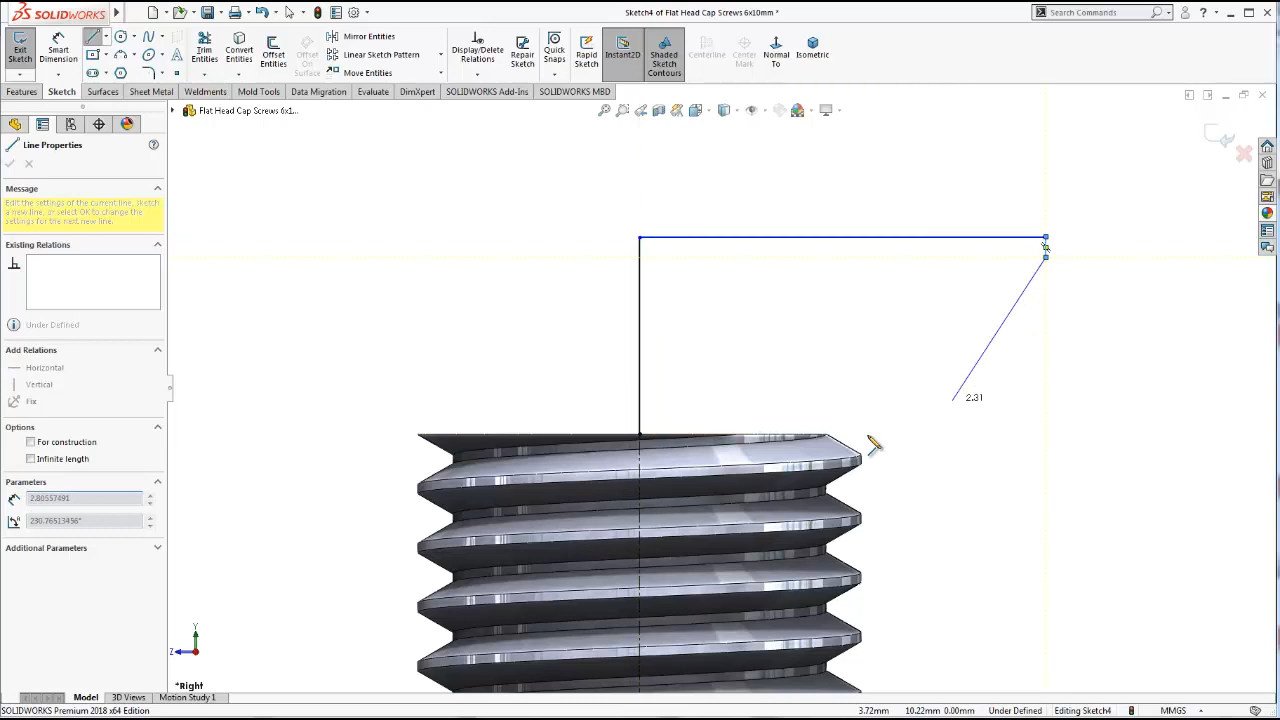 SOLIDWORKS
Sketch4 of Flat Head Cap Screws 6x10mm *
Search Commands
Exit Sketch
Smart Dimension
Trim Entities
Convert Entities
Offset Entities
Offset On Surface
Mirror Entities
Linear Sketch Pattern
Move Entities
Display/Delete Relations
Repair Sketch
Quick Snaps
Rapid Sketch
Instant2D
Shaded Sketch Contours
Centerline
Center Mark
Normal To
Isometric
Features
Sketch
Surfaces
Sheet Metal
Weldments
Mold Tools
Data Migration
Evaluate
DimXpert
SOLIDWORKS Add-Ins
SOLIDWORKS MBD
Flat Head Cap Screws 6x1...
Line Properties
Message
Edit the settings of the current line, sketch
a new line, or select OK to change the
settings for the next new line.
Existing Relations
Under Defined
Add Relations
Horizontal
Vertical
Fix
Options
For construction
Infinite length
Parameters
2.80557491
230.76513456°
Additional Parameters
2.31
Y
Z
*Right
Model
3D Views
Motion Study 1
SOLIDWORKS Premium 2018 x64 Edition
3.72mm
10.22mm 0.00mm
Under Defined
Editing Sketch4
MMGS